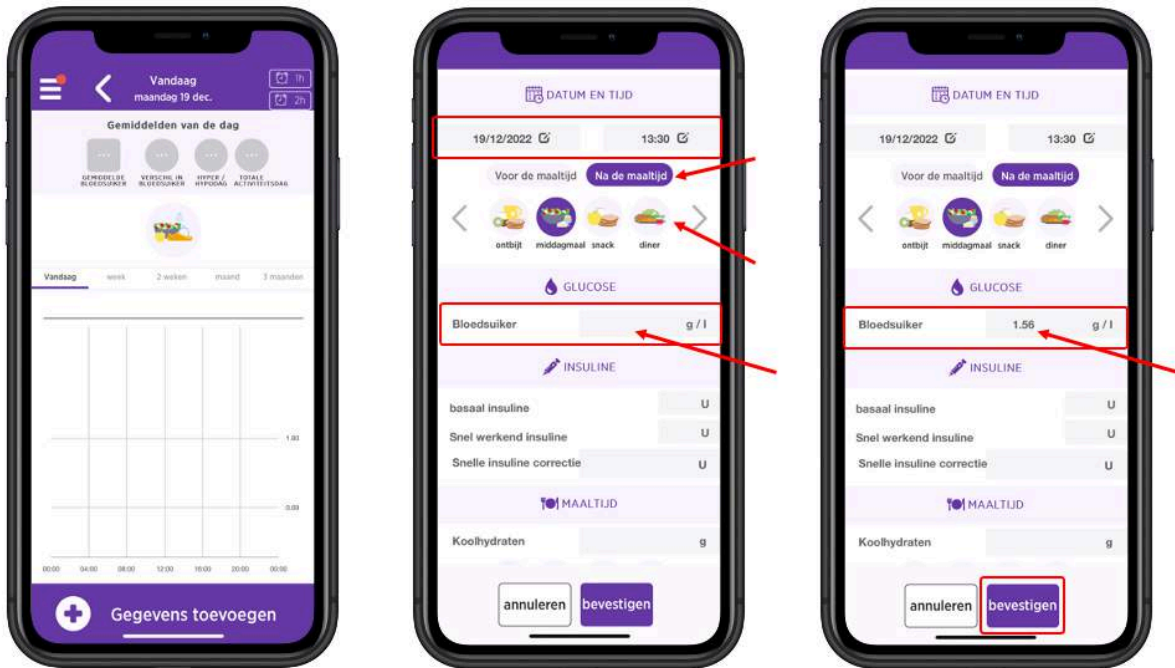 Vandaag
maandag 19 dec.
1h
2h
Gemiddelden van de dag
GEMIDDELDE BLOEDSUIKER
VERSCHIL IN BLOEDSUIKER
HYPER / HYPODAG
TOTALE ACTIVITEITSDAG
Vandaag week 2 weken maand 3 maanden
00:00 04:00 08:00 12:00 16:00 20:00 00:00
Gegevens toevoegen
DATUM EN TIJD
19/12/2022 13:30
Voor de maaltijd Na de maaltijd
ontbijt middagmaal snack diner
GLUCOSE
Bloedsuiker g / l
INSULINE
basaal insuline U
Snel werkend insuline U
Snelle insuline correctie U
MAALTIJD
Koolhydraten g
annuleren bevestigen
DATUM EN TIJD
19/12/2022 13:30
Voor de maaltijd Na de maaltijd
ontbijt middagmaal snack diner
GLUCOSE
Bloedsuiker 1.56 g / l
INSULINE
basaal insuline U
Snel werkend insuline U
Snelle insuline correctie U
MAALTIJD
Koolhydraten g
annuleren bevestigen